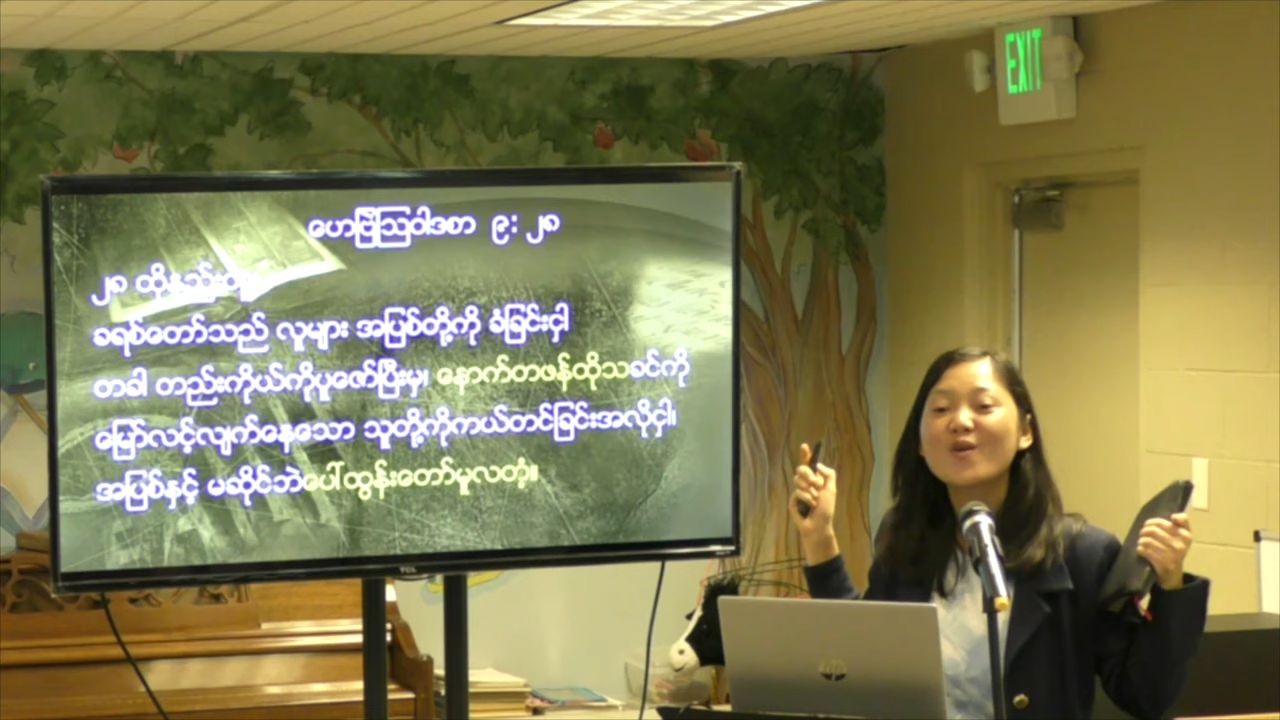 ဟေဗြဲဩဝါဒစာ ၉: ၂၈
၂၈ ထိုနည်းတူ
ခရစ်တော်သည် လူများ အပြစ်တို့ကို ခံခြင်းငှါ
တခါ တည်းကိုယ်ကိုပူဇော်ပြီးမှ၊ နောက်တဖန်ထိုသခင်ကို
မြော်လင့်လျက်နေသော သူတို့ကိုကယ်တင်ခြင်းအလိုငှါ၊
အပြစ်နှင့် မဆိုင်ဘဲပေါ်ထွန်းတော်မူလတံ့။
EXIT
TCL
hp